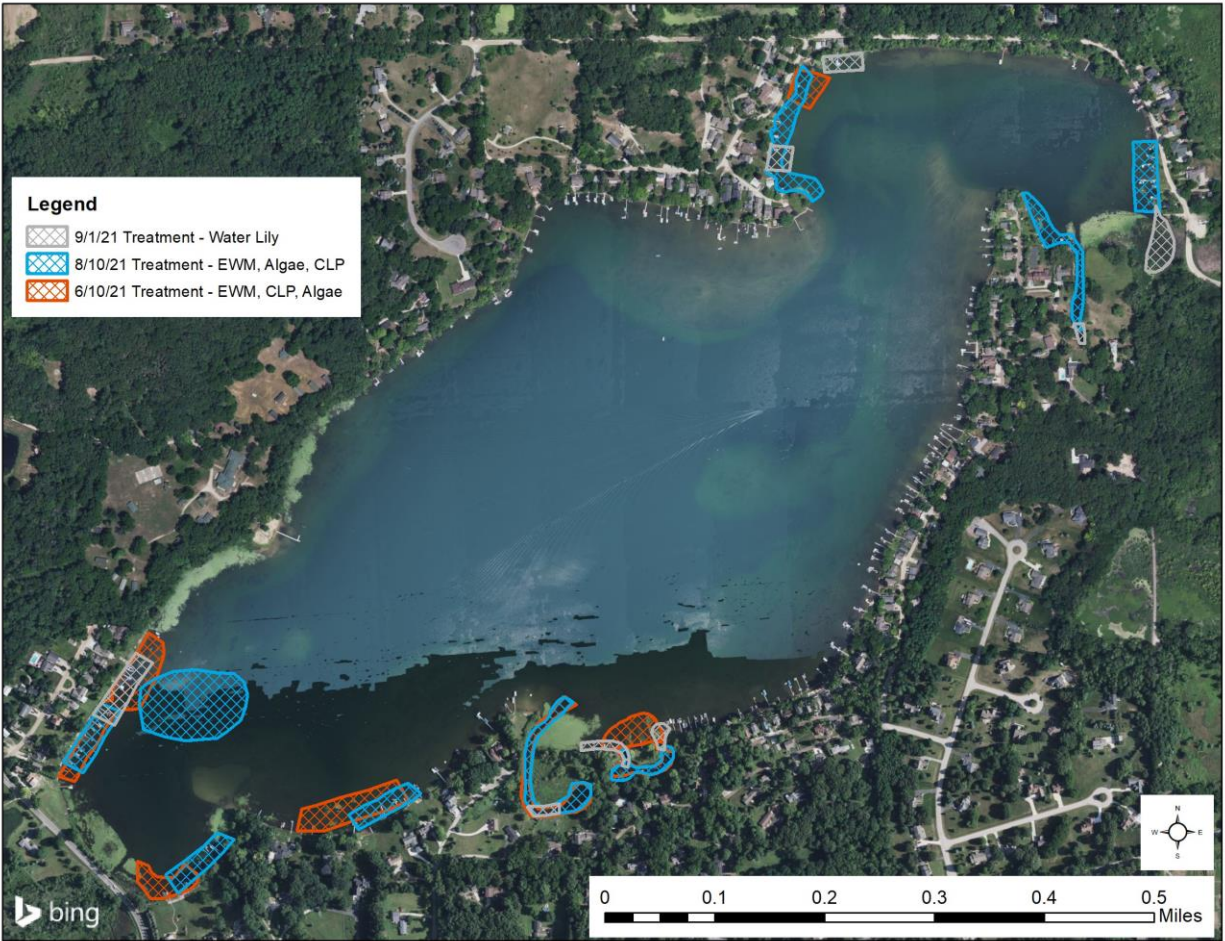 Legend
9/1/21 Treatment - Water Lily
8/10/21 Treatment - EWM, Algae, CLP
6/10/21 Treatment - EWM, CLP, Algae
N
W E
S
0 0.1 0.2 0.3 0.4 0.5
Miles
bing